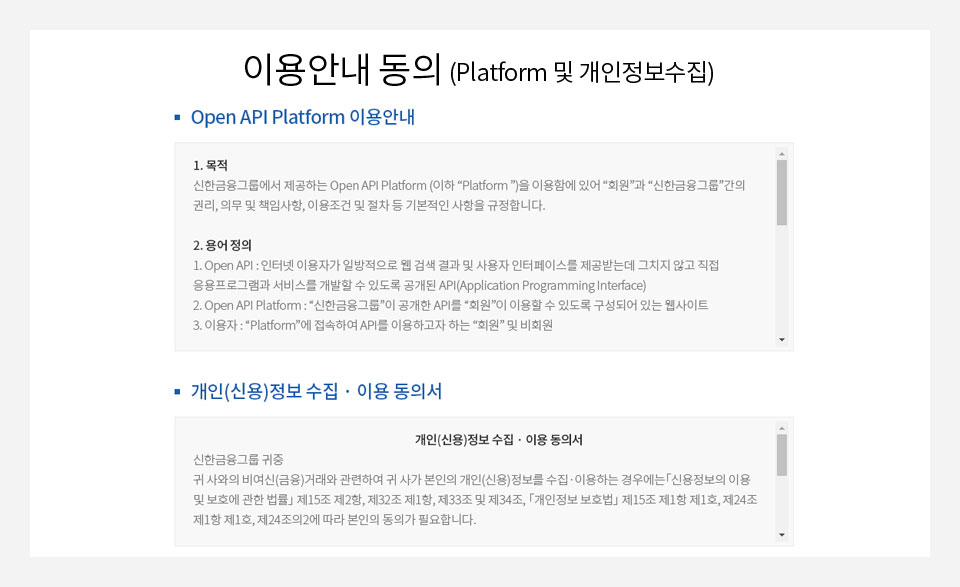 이용안내 동의 (Platform 및 개인정보수집)
Open API Platform 이용안내
1. 목적
신한금융그룹에서 제공하는 Open API Platform (이하 “Platform ”)을 이용함에 있어 “회원”과 “신한금융그룹”간의
권리, 의무 및 책임사항, 이용조건 및 절차 등 기본적인 사항을 규정합니다.
2. 용어 정의
1. Open API : 인터넷 이용자가 일방적으로 웹 검색 결과 및 사용자 인터페이스를 제공받는데 그치지 않고 직접
응용프로그램과 서비스를 개발할 수 있도록 공개된 API(Application Programming Interface)
2. Open API Platform : “신한금융그룹”이 공개한 API를 “회원”이 이용할 수 있도록 구성되어 있는 웹사이트
3. 이용자 : “Platform”에 접속하여 API를 이용하고자 하는 “회원” 및 비회원
개인(신용)정보 수집 · 이용 동의서
개인(신용)정보 수집 · 이용 동의서
신한금융그룹 귀중
귀 사와의 비여신(금융)거래와 관련하여 귀 사가 본인의 개인(신용)정보를 수집·이용하는 경우에는「신용정보의 이용
및 보호에 관한 법률」 제15조 제2항, 제32조 제1항, 제33조 및 제34조, 「개인정보 보호법」 제15조 제1항 제1호, 제24조
제1항 제1호, 제24조의2에 따라 본인의 동의가 필요합니다.